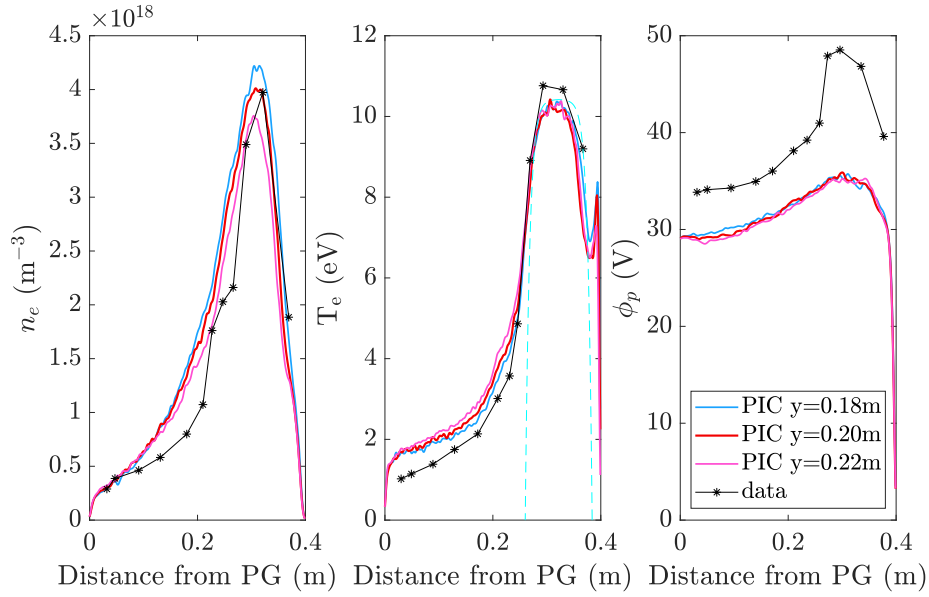 ×10^18
4.5
4
3.5
3
2.5
2
1.5
1
0.5
0
n_e (m^−3)
0 0.2 0.4
Distance from PG (m)
12
10
8
6
4
2
0
T_e (eV)
0 0.2 0.4
Distance from PG (m)
50
40
30
20
10
0
ϕ_p (V)
0 0.2 0.4
Distance from PG (m)
PIC y=0.18m
PIC y=0.20m
PIC y=0.22m
data